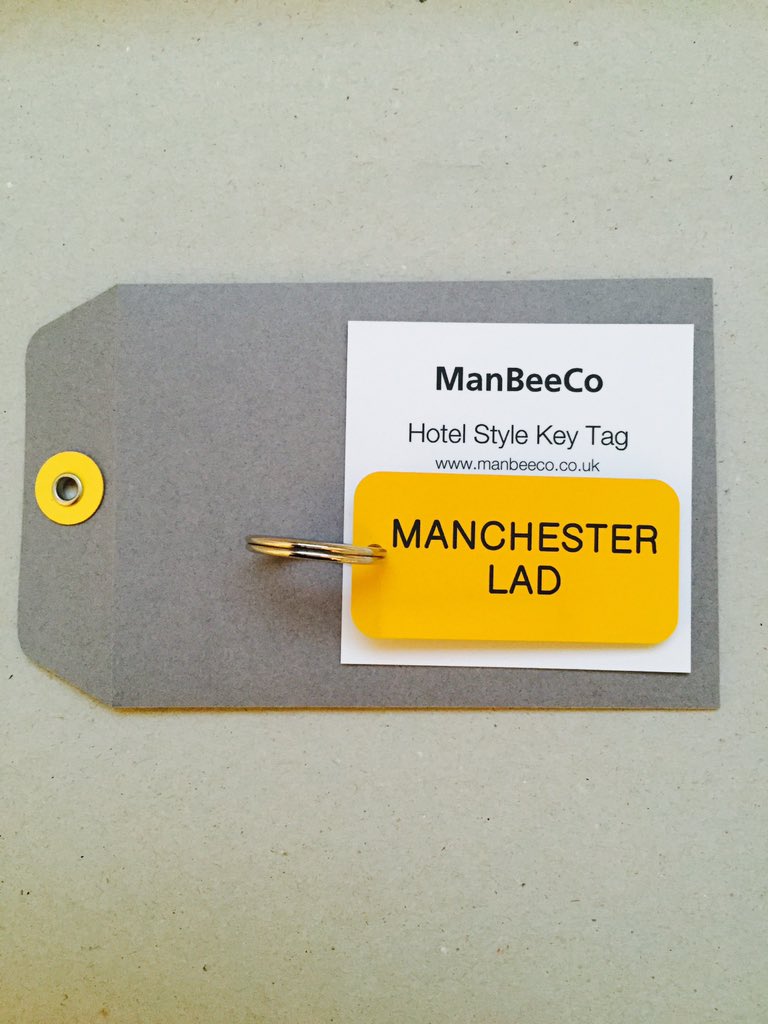 ManBeeCo
Hotel Style Key Tag
www.manbeeco.co.uk
MANCHESTER
LAD